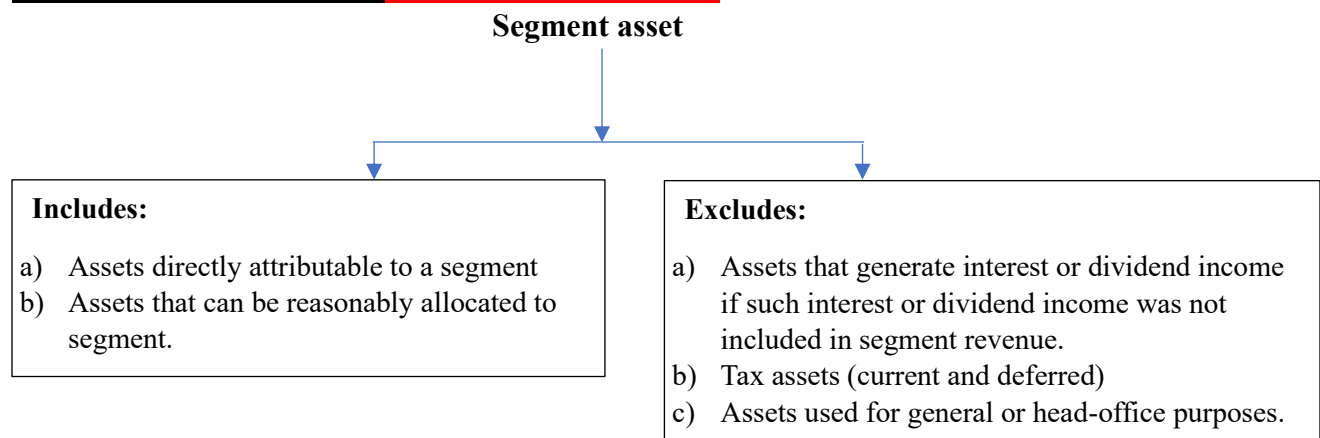 Segment asset
Includes:
a) Assets directly attributable to a segment
b) Assets that can be reasonably allocated to
segment.
Excludes:
a) Assets that generate interest or dividend income
if such interest or dividend income was not
included in segment revenue.
b) Tax assets (current and deferred)
c) Assets used for general or head-office purposes.